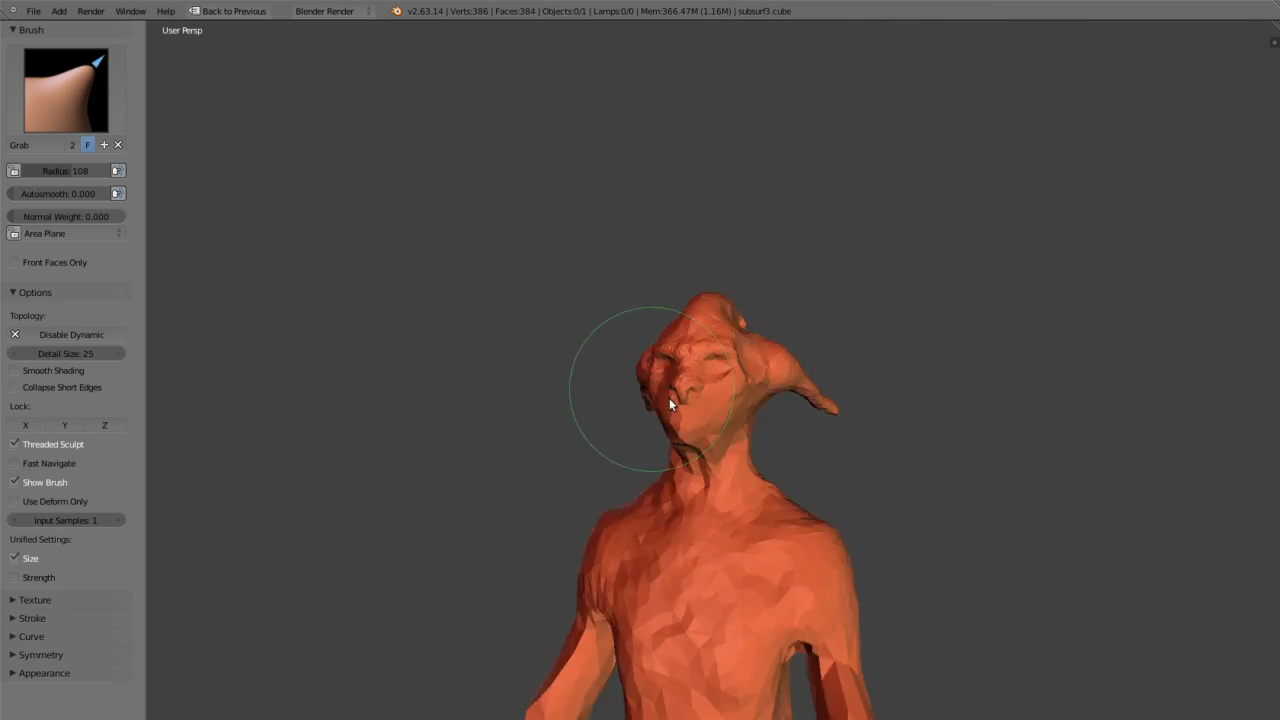 File Add Render Window Help Back to Previous Blender Render v2.63.14 | Verts:386 | Faces:384 | Objects:0/1 | Lamps:0/0 | Mem:366.47M (1.16M) | subsurf3.cube
Brush
User Persp
Grab 2 F
Radius: 108
Autosmooth: 0.000
Normal Weight: 0.000
Area Plane
Front Faces Only
Options
Topology:
Disable Dynamic
Detail Size: 25
Smooth Shading
Collapse Short Edges
Lock:
X Y Z
Threaded Sculpt
Fast Navigate
Show Brush
Use Deform Only
Input Samples: 1
Unified Settings:
Size
Strength
Texture
Stroke
Curve
Symmetry
Appearance